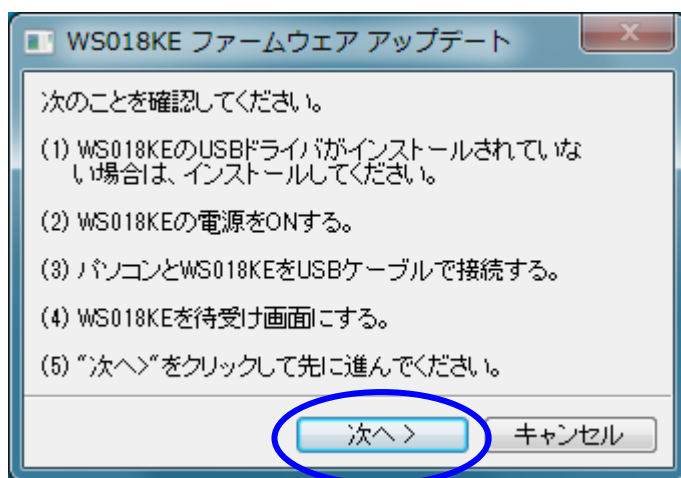 WS018KE ファームウェア アップデート
次のことを確認してください。
(1) WS018KEのUSBドライバがインストールされていな
い場合は、インストールしてください。
(2) WS018KEの電源をONする。
(3) パソコンとWS018KEをUSBケーブルで接続する。
(4) WS018KEを待受け画面にする。
(5) "次へ>"をクリックして先に進んでください。
次へ > キャンセル